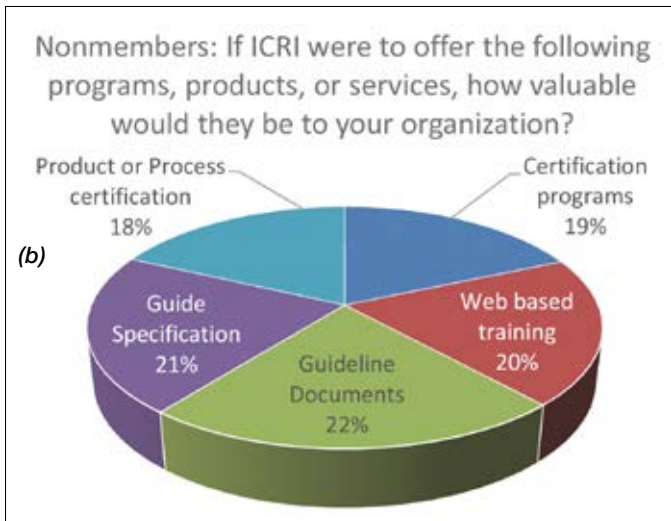 Nonmembers: If ICRI were to offer the following
programs, products, or services, how valuable
would they be to your organization?
Product or Process
certification
18%
Certification
programs
19%
(b)
Guide
Specification
21%
Web based
training
20%
Guideline
Documents
22%